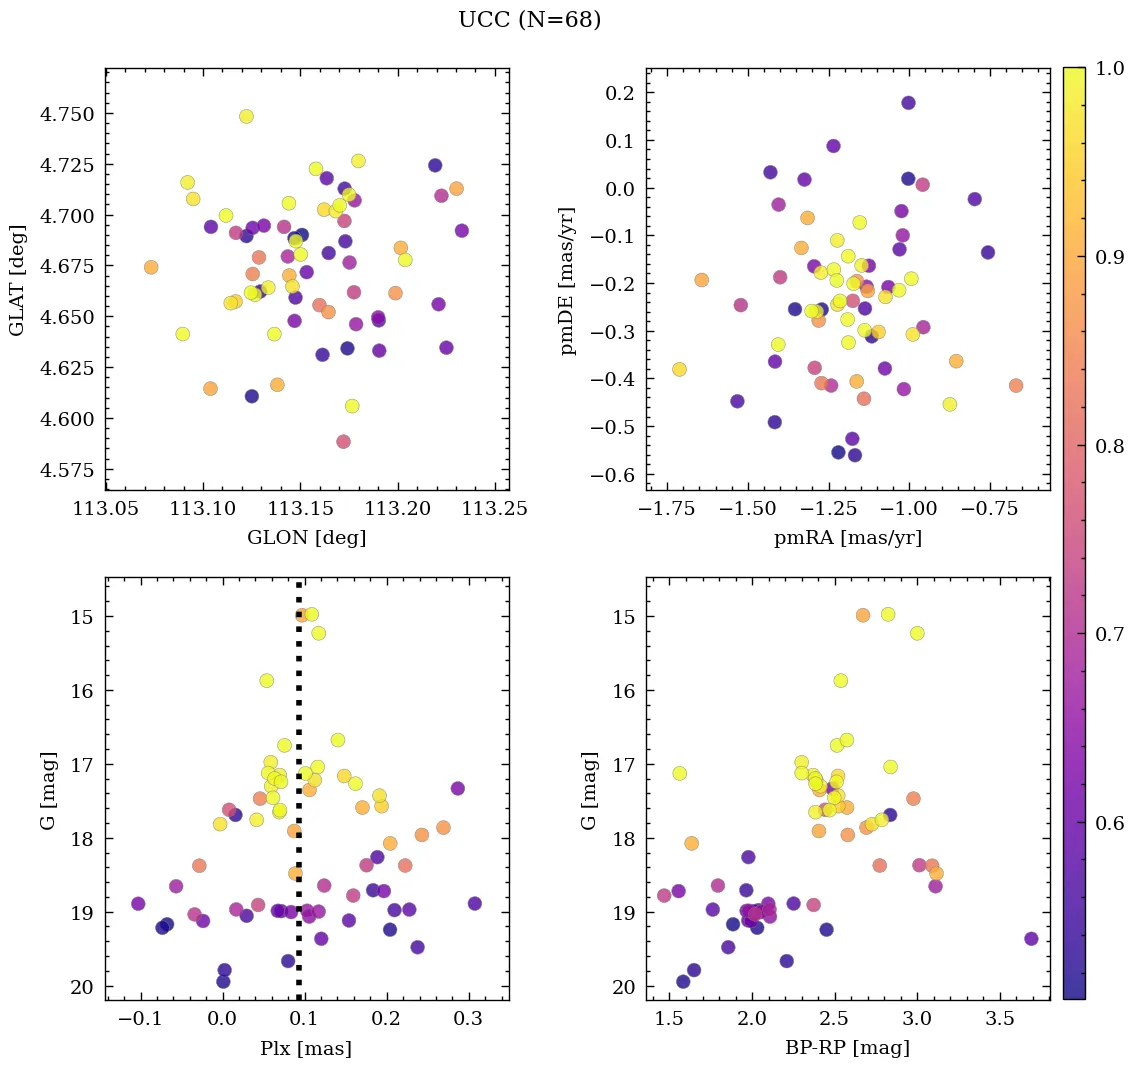 UCC (N=68)
4.750
4.725
4.700
4.675
4.650
4.625
4.600
4.575
GLAT [deg]
113.05 113.10 113.15 113.20 113.25
GLON [deg]
0.2
0.1
0.0
−0.1
−0.2
−0.3
−0.4
−0.5
−0.6
pmDE [mas/yr]
−1.75 −1.50 −1.25 −1.00 −0.75
pmRA [mas/yr]
15
16
17
18
19
20
G [mag]
−0.1 0.0 0.1 0.2 0.3
Plx [mas]
15
16
17
18
19
20
G [mag]
1.5 2.0 2.5 3.0 3.5
BP-RP [mag]
1.0
0.9
0.8
0.7
0.6